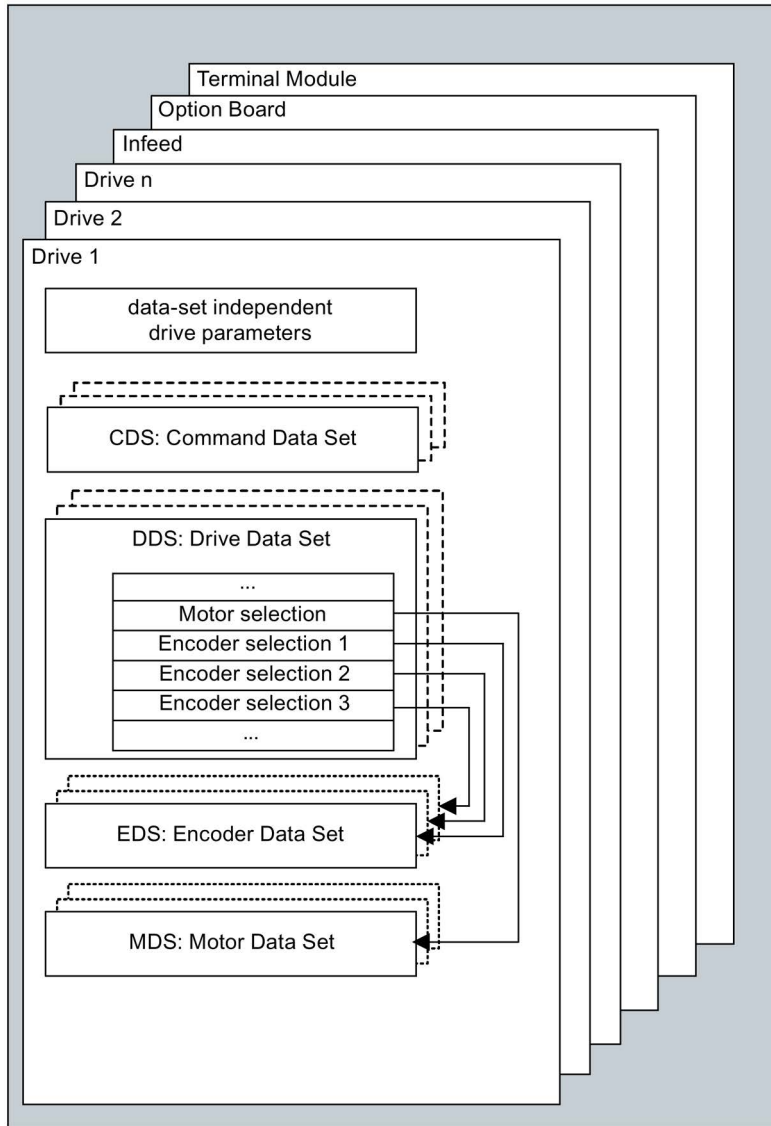 Terminal Module
Option Board
Infeed
Drive n
Drive 2
Drive 1
data-set independent
drive parameters
CDS: Command Data Set
DDS: Drive Data Set
...
Motor selection
Encoder selection 1
Encoder selection 2
Encoder selection 3
...
EDS: Encoder Data Set
MDS: Motor Data Set